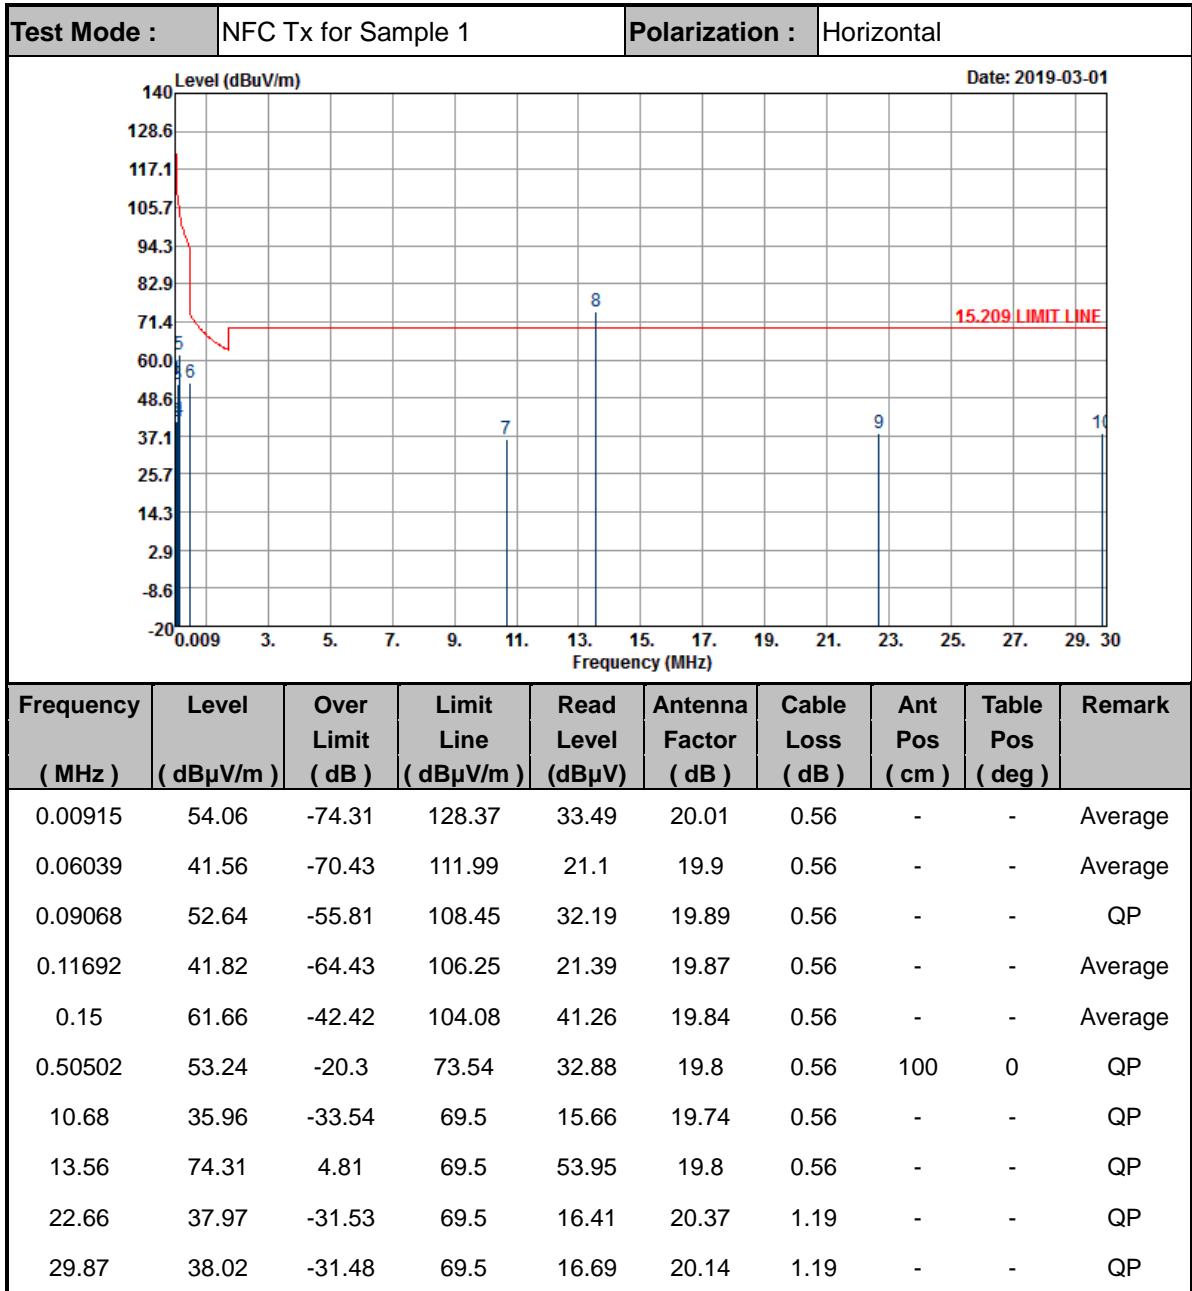 Test Mode : NFC Tx for Sample 1 Polarization : Horizontal
Level (dBuV/m) Date: 2019-03-01
140
128.6
117.1
105.7
94.3
82.9
71.4
60.0
48.6
37.1
25.7
14.3
2.9
-8.6
-20
15.209 LIMIT LINE
5
6
7
8
9
10
0.009 3. 5. 7. 9. 11. 13. 15. 17. 19. 21. 23. 25. 27. 29. 30
Frequency (MHz)
Frequency Level Over Limit Read Antenna Cable Ant Table Remark
Limit Line Level Factor Loss Pos Pos
( MHz ) ( dBµV/m ) ( dB ) ( dBµV/m ) (dBµV) ( dB ) ( dB ) ( cm ) ( deg )
0.00915 54.06 -74.31 128.37 33.49 20.01 0.56 - - Average
0.06039 41.56 -70.43 111.99 21.1 19.9 0.56 - - Average
0.09068 52.64 -55.81 108.45 32.19 19.89 0.56 - - QP
0.11692 41.82 -64.43 106.25 21.39 19.87 0.56 - - Average
0.15 61.66 -42.42 104.08 41.26 19.84 0.56 - - Average
0.50502 53.24 -20.3 73.54 32.88 19.8 0.56 100 0 QP
10.68 35.96 -33.54 69.5 15.66 19.74 0.56 - - QP
13.56 74.31 4.81 69.5 53.95 19.8 0.56 - - QP
22.66 37.97 -31.53 69.5 16.41 20.37 1.19 - - QP
29.87 38.02 -31.48 69.5 16.69 20.14 1.19 - - QP